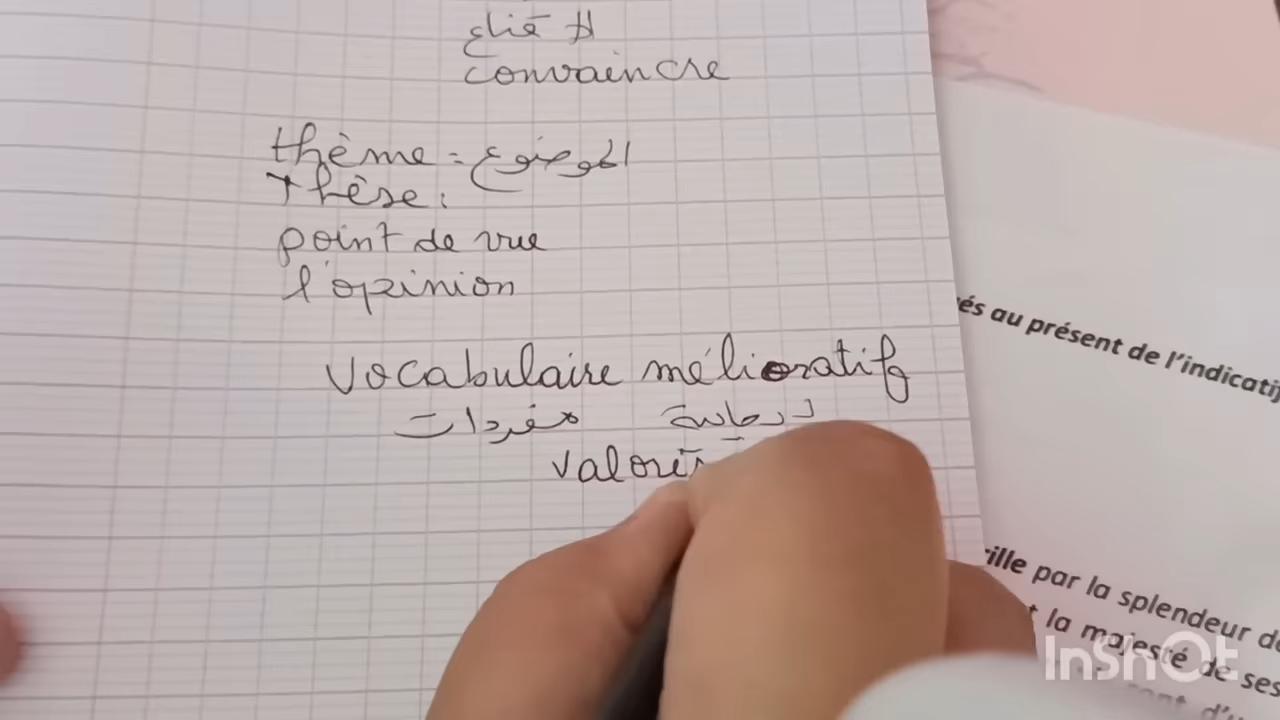 convaincre
thème = الموضوع
Thèse :
point de vue
l'opinion
vocabulaire mélioratif
مفردات
valori
és au présent de l'indicatif
rille par la splendeur de
t la majesté de ses
InShOt